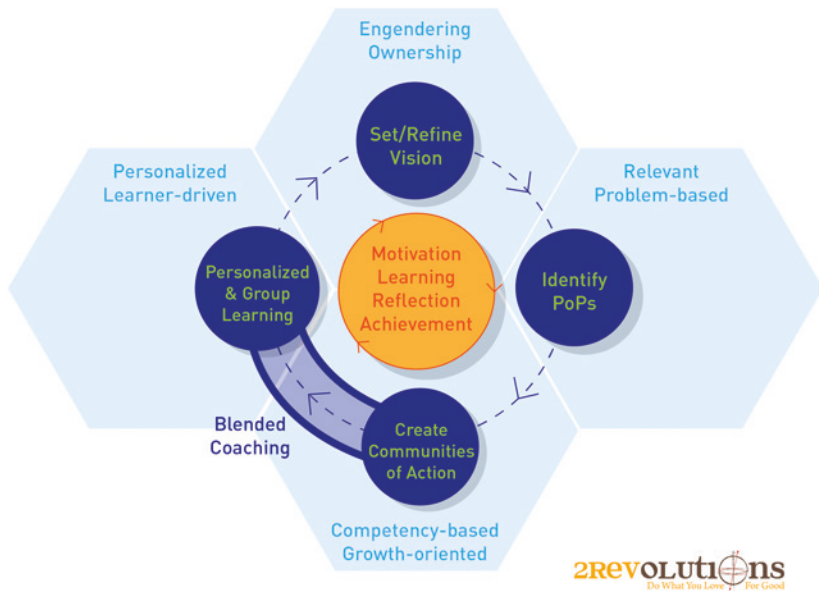 Engendering
Ownership
Set/Refine
Vision
Personalized
Learner-driven
Relevant
Problem-based
Personalized
& Group
Learning
Motivation
Learning
Reflection
Achievement
Identify
PoPs
Blended
Coaching
Create
Communities
of Action
Competency-based
Growth-oriented
2REVOLUTIONS
Do What You Love For Good